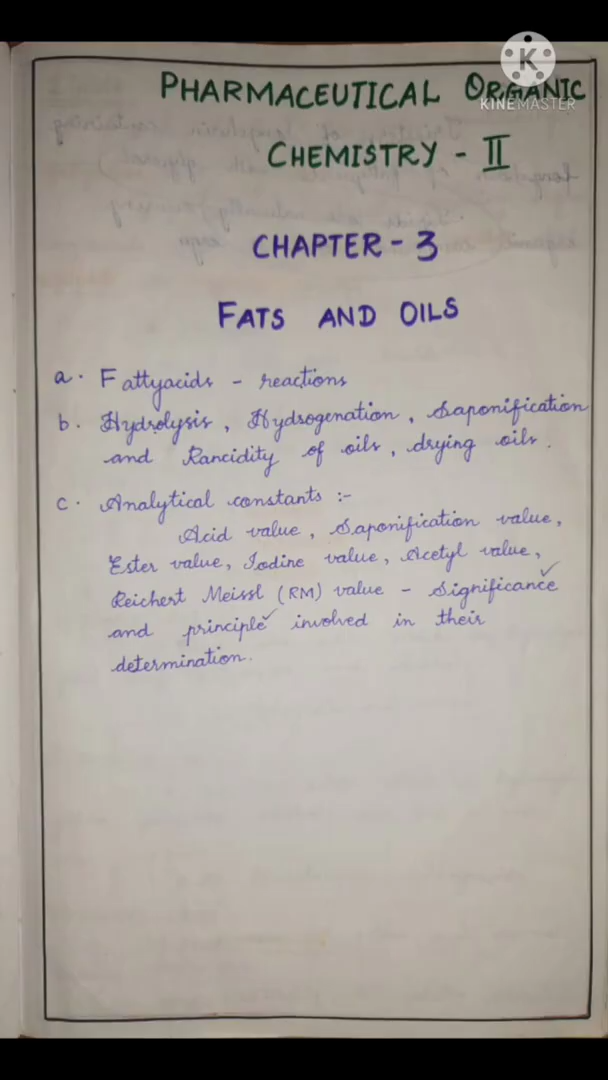 PHARMACEUTICAL ORGANIC
KINEMASTER
CHEMISTRY - II
CHAPTER - 3
FATS AND OILS
a. Fattyacids - reactions
b. Hydrolysis, Hydrogenation, Saponification
and Rancidity of oils, drying oils.
c. Analytical constants :-
Acid value, Saponification value,
Ester value, Iodine value, Acetyl value,
Reichert Meissl (RM) value - Significance
and principle involved in their
determination.